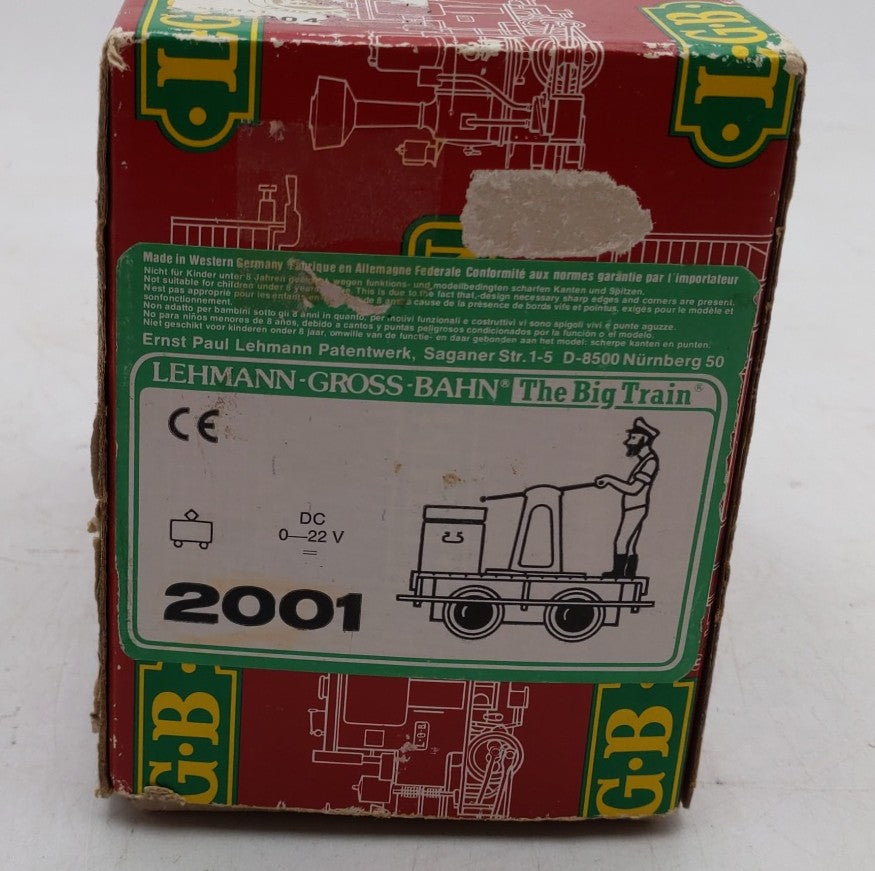 L·G·B
L·G·B
Made in Western Germany Fabrique en Allemagne Federale Conformité aux normes garantie par l'importateur
Nicht für Kinder unter 8 Jahren wegen funktions- und modellbedingten scharfen Kanten und Spitzen.
Not suitable for children under 8 years. This is due to the fact that design necessary sharp edges and corners are present.
N'est pas approprié pour les enfants de 8 ans à cause de la présence de bords vifs et pointus, exigés pour le modèle et
sonfonctionnement.
Non adatto per bambini sotto gli 8 anni in quanto, per motivi funzionali e costruttivi vi sono spigoli vivi e punte aguzze.
No para niños menores de 8 años, debido a cantos y puntas peligrosos condicionados por la función o el modelo.
Niet geschikt voor kinderen onder 8 jaar, omwille van de functie- en daar gebonden aan het model: scherpe kanten en punten.
Ernst Paul Lehmann Patentwerk, Saganer Str. 1-5 D-8500 Nürnberg 50
LEHMANN-GROSS-BAHN® The Big Train®
CE
DC
0—22 V
2001
G·B·
G·B·